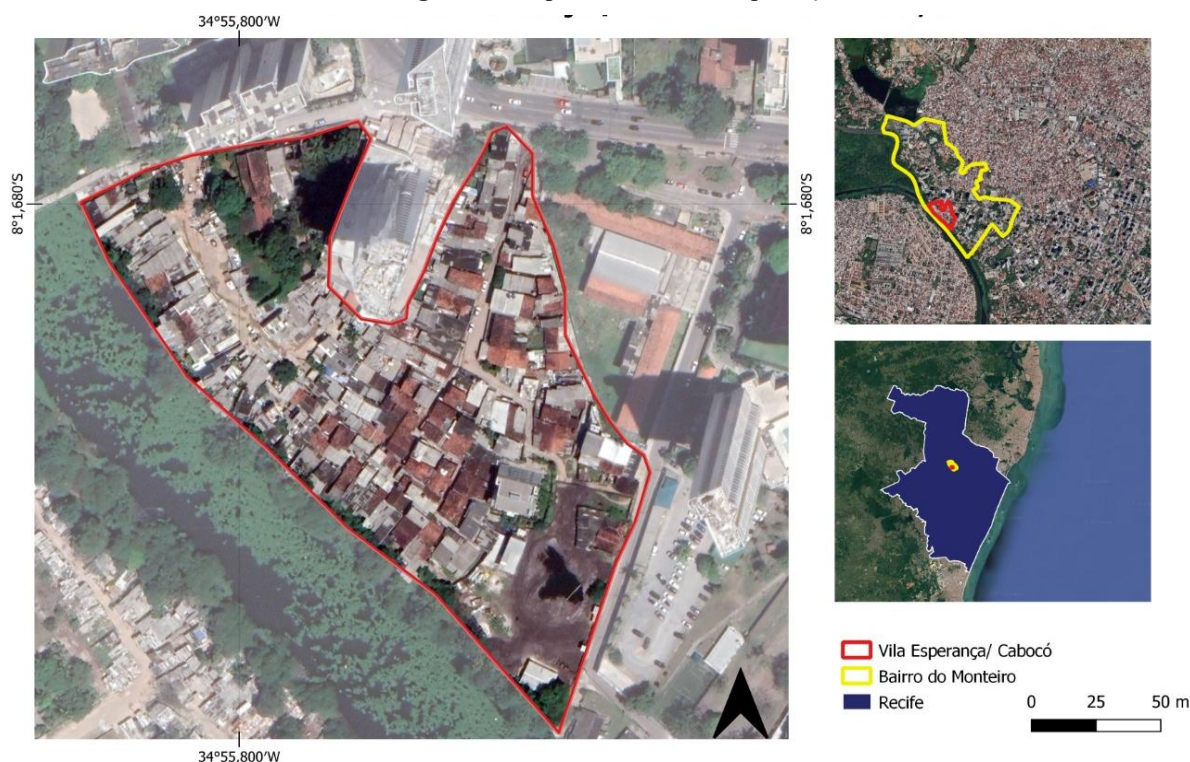 34°55,800′W
8°1,680′S
8°1,680′S
34°55,800′W
Vila Esperança/ Cabocó
Bairro do Monteiro
Recife
0 25 50 m